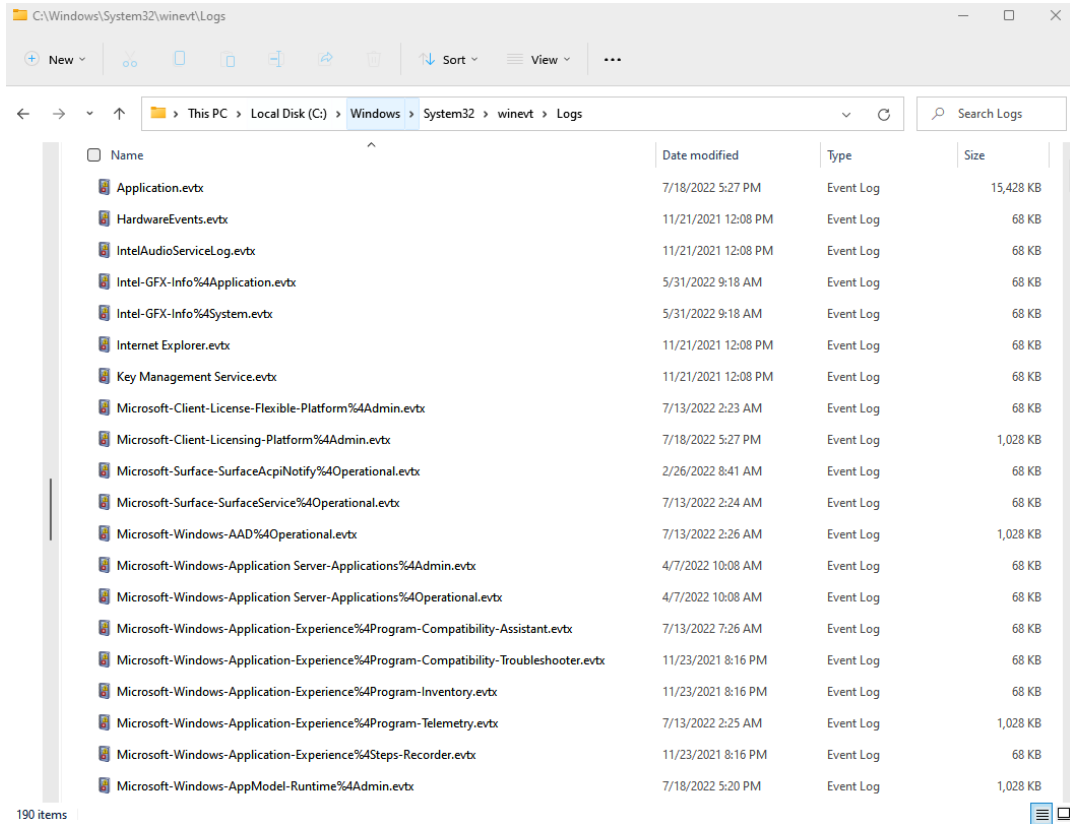 C:\Windows\System32\winevt\Logs
New Sort View
This PC Local Disk (C:) Windows System32 winevt Logs Search Logs
Name Date modified Type Size
Application.evtx 7/18/2022 5:27 PM Event Log 15,428 KB
HardwareEvents.evtx 11/21/2021 12:08 PM Event Log 68 KB
IntelAudioServiceLog.evtx 11/21/2021 12:08 PM Event Log 68 KB
Intel-GFX-Info%4Application.evtx 5/31/2022 9:18 AM Event Log 68 KB
Intel-GFX-Info%4System.evtx 5/31/2022 9:18 AM Event Log 68 KB
Internet Explorer.evtx 11/21/2021 12:08 PM Event Log 68 KB
Key Management Service.evtx 11/21/2021 12:08 PM Event Log 68 KB
Microsoft-Client-License-Flexible-Platform%4Admin.evtx 7/13/2022 2:23 AM Event Log 68 KB
Microsoft-Client-Licensing-Platform%4Admin.evtx 7/18/2022 5:27 PM Event Log 1,028 KB
Microsoft-Surface-SurfaceAcpiNotify%4Operational.evtx 2/26/2022 8:41 AM Event Log 68 KB
Microsoft-Surface-SurfaceService%4Operational.evtx 7/13/2022 2:24 AM Event Log 68 KB
Microsoft-Windows-AAD%4Operational.evtx 7/13/2022 2:26 AM Event Log 1,028 KB
Microsoft-Windows-Application Server-Applications%4Admin.evtx 4/7/2022 10:08 AM Event Log 68 KB
Microsoft-Windows-Application Server-Applications%4Operational.evtx 4/7/2022 10:08 AM Event Log 68 KB
Microsoft-Windows-Application-Experience%4Program-Compatibility-Assistant.evtx 7/13/2022 7:26 AM Event Log 68 KB
Microsoft-Windows-Application-Experience%4Program-Compatibility-Troubleshooter.evtx 11/23/2021 8:16 PM Event Log 68 KB
Microsoft-Windows-Application-Experience%4Program-Inventory.evtx 11/23/2021 8:16 PM Event Log 68 KB
Microsoft-Windows-Application-Experience%4Program-Telemetry.evtx 7/13/2022 2:25 AM Event Log 1,028 KB
Microsoft-Windows-Application-Experience%4Steps-Recorder.evtx 11/23/2021 8:16 PM Event Log 68 KB
Microsoft-Windows-AppModel-Runtime%4Admin.evtx 7/18/2022 5:20 PM Event Log 1,028 KB
190 items